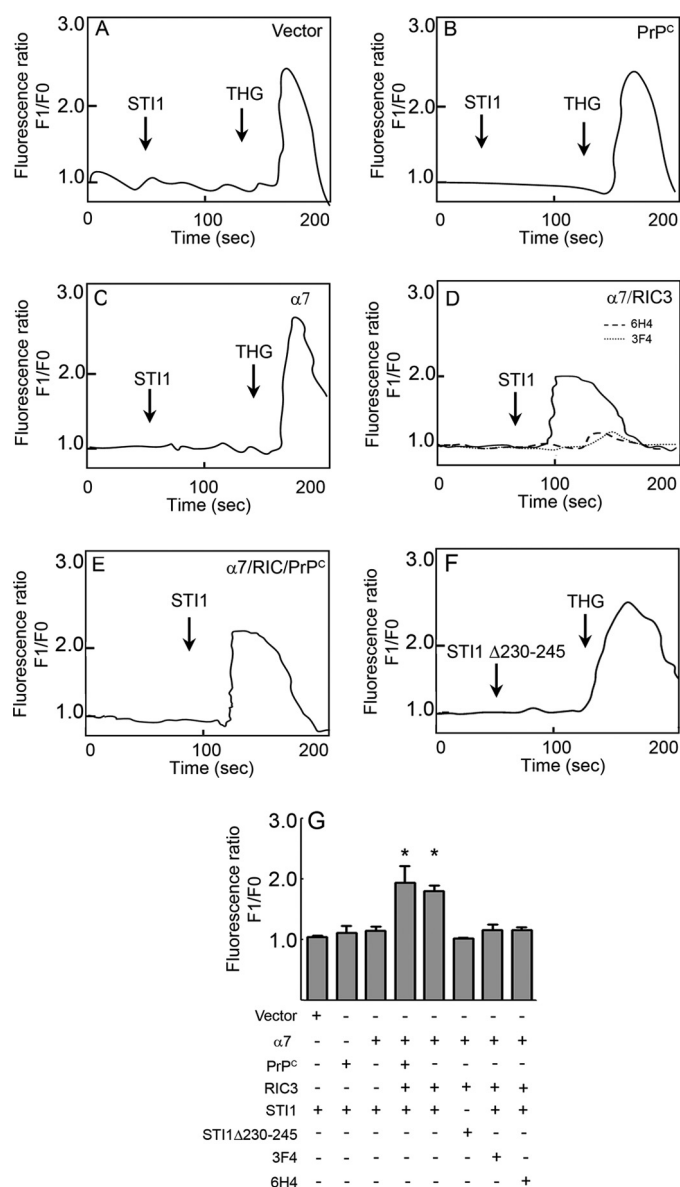 A
Vector
Fluorescence ratio
F1/F0
3.0
2.0
1.0
STI1
THG
0
100
200
Time (sec)
B
PrPᶜ
Fluorescence ratio
F1/F0
3.0
2.0
1.0
STI1
THG
0
100
200
Time (sec)
C
α7
Fluorescence ratio
F1/F0
3.0
2.0
1.0
STI1
THG
0
100
200
Time (sec)
D
α7/RIC3
6H4
3F4
Fluorescence ratio
F1/F0
3.0
2.0
1.0
STI1
0
100
200
Time (sec)
E
α7/RIC/PrPᶜ
Fluorescence ratio
F1/F0
3.0
2.0
1.0
STI1
0
100
200
Time (sec)
F
Fluorescence ratio
F1/F0
3.0
2.0
1.0
STI1 Δ230-245
THG
0
100
200
Time (sec)
G
Fluorescence ratio
F1/F0
3.0
2.0
1.0
* *
Vector + - - - - - - -
α7 - - + + + + + +
PrPᶜ - + - + - - - -
RIC3 - - - + + + + +
STI1 + + + + + - + +
STI1Δ230-245 - - - - - + - -
3F4 - - - - - - + -
6H4 - - - - - - - +